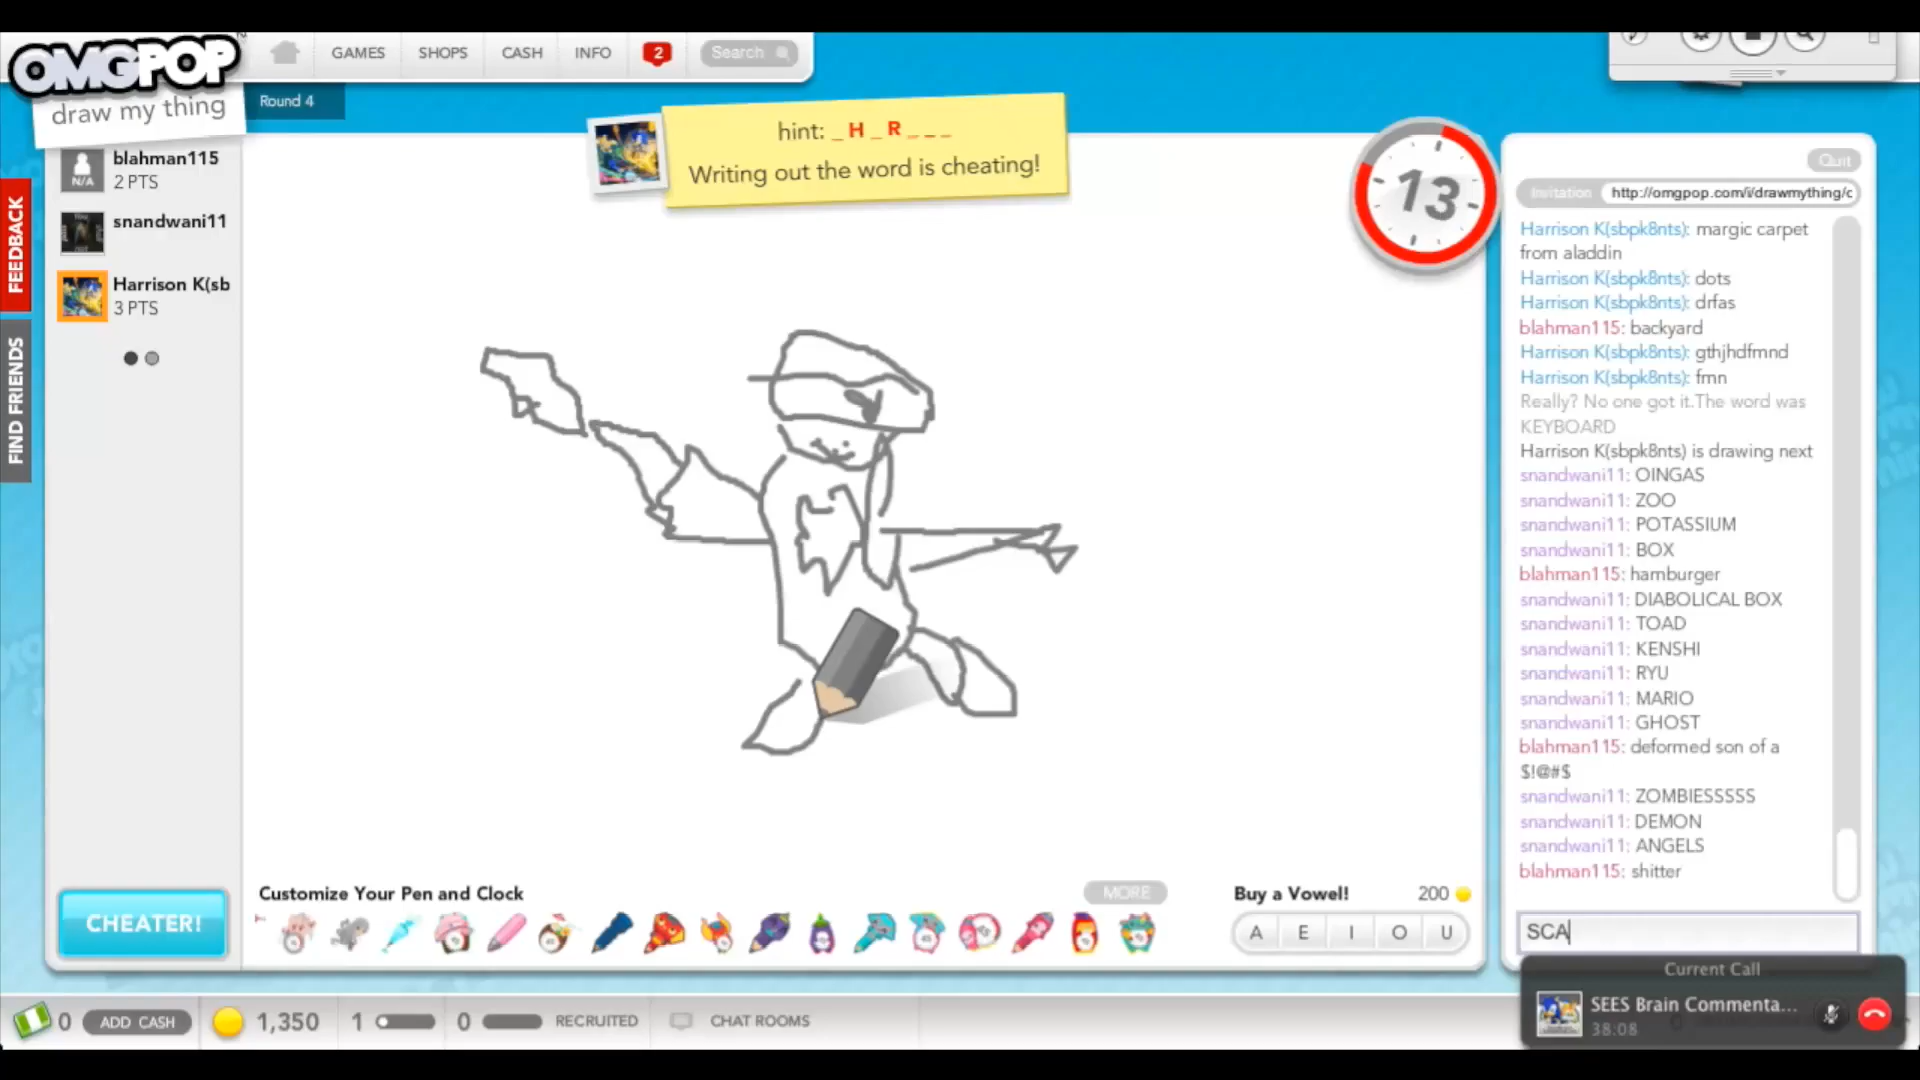 OMGPOP
GAMES
SHOPS
CASH
INFO
2
Search
draw my thing
Round 4
FEEDBACK
FIND FRIENDS
N/A
blahman115
2 PTS
snandwani11
Harrison K(sb
3 PTS
hint: _ H _ R _ _ _
Writing out the word is cheating!
13
Quit
Invitation http://omgpop.com/i/drawmything/c
Harrison K(sbpk8nts): margic carpet
from aladdin
Harrison K(sbpk8nts): dots
Harrison K(sbpk8nts): drfas
blahman115: backyard
Harrison K(sbpk8nts): gthjhdfmnd
Harrison K(sbpk8nts): fmn
Really? No one got it.The word was
KEYBOARD
Harrison K(sbpk8nts) is drawing next
snandwani11: OINGAS
snandwani11: ZOO
snandwani11: POTASSIUM
snandwani11: BOX
blahman115: hamburger
snandwani11: DIABOLICAL BOX
snandwani11: TOAD
snandwani11: KENSHI
snandwani11: RYU
snandwani11: MARIO
snandwani11: GHOST
blahman115: deformed son of a
$!@#$
snandwani11: ZOMBIESSSSS
snandwani11: DEMON
snandwani11: ANGELS
blahman115: shitter
SCA
CHEATER!
Customize Your Pen and Clock
MORE
Buy a Vowel!
200
A E I O U
0
ADD CASH
1,350
1
0
RECRUITED
CHAT ROOMS
Current Call
SEES Brain Commenta...
38:08